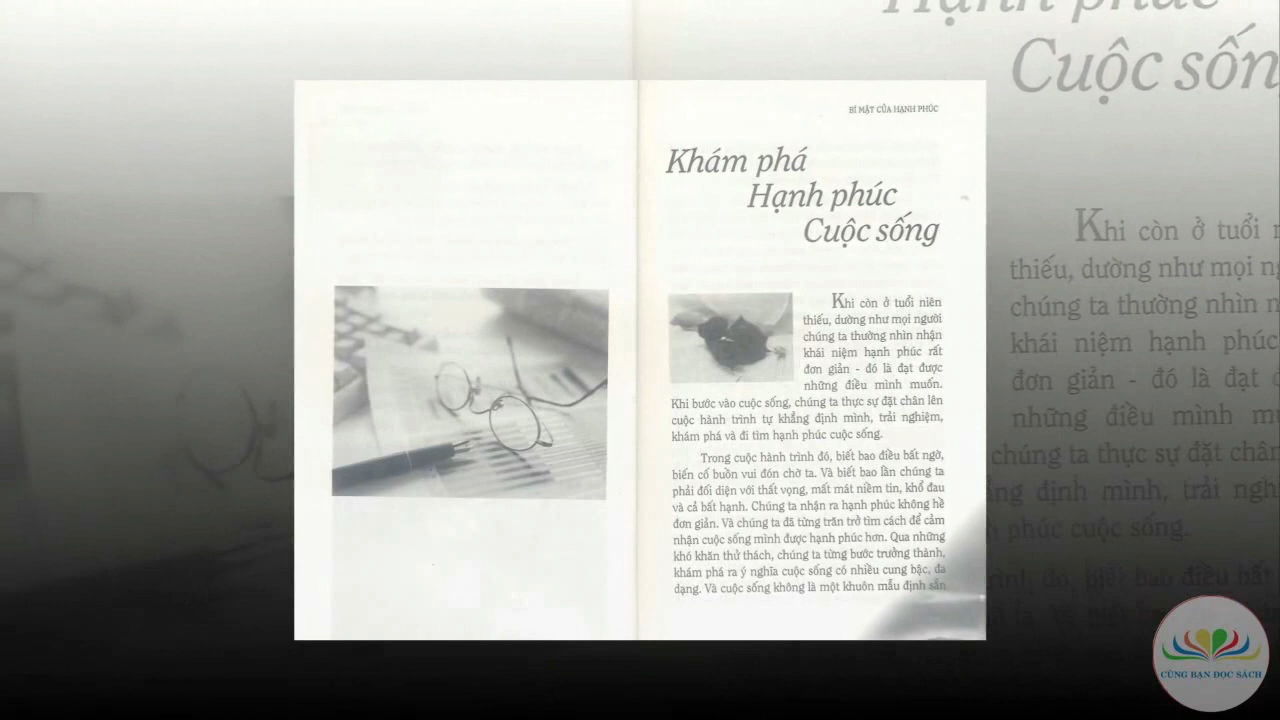 Hạnh phúc
Cuộc sốn
BÍ MẬT CỦA HẠNH PHÚC
Khám phá
Hạnh phúc
Cuộc sống
Khi còn ở tuổi niên
thiếu, dường như mọi người
chúng ta thường nhìn nhận
khái niệm hạnh phúc rất
đơn giản - đó là đạt được
những điều mình muốn.
Khi bước vào cuộc sống, chúng ta thực sự đặt chân lên
cuộc hành trình tự khẳng định mình, trải nghiệm,
khám phá và đi tìm hạnh phúc cuộc sống.
Trong cuộc hành trình đó, biết bao điều bất ngờ,
biến cố buồn vui đón chờ ta. Và biết bao lần chúng ta
phải đối diện với thất vọng, mất mát niềm tin, khổ đau
và cả bất hạnh. Chúng ta nhận ra hạnh phúc không hề
đơn giản. Và chúng ta đã từng trăn trở tìm cách để cảm
nhận cuộc sống mình được hạnh phúc hơn. Qua những
khó khăn thử thách, chúng ta từng bước trưởng thành,
khám phá ra ý nghĩa cuộc sống có nhiều cung bậc, đa
dạng. Và cuộc sống không là một khuôn mẫu định sẵn
Khi còn ở tuổi
thiếu, dường như mọi
chúng ta thường nhìn
khái niệm hạnh phúc
đơn giản - đó là đạt
những điều mình
chúng ta thực sự đặt chân
định mình, trải
phúc cuộc sống.
CÙNG BẠN ĐỌC SÁCH